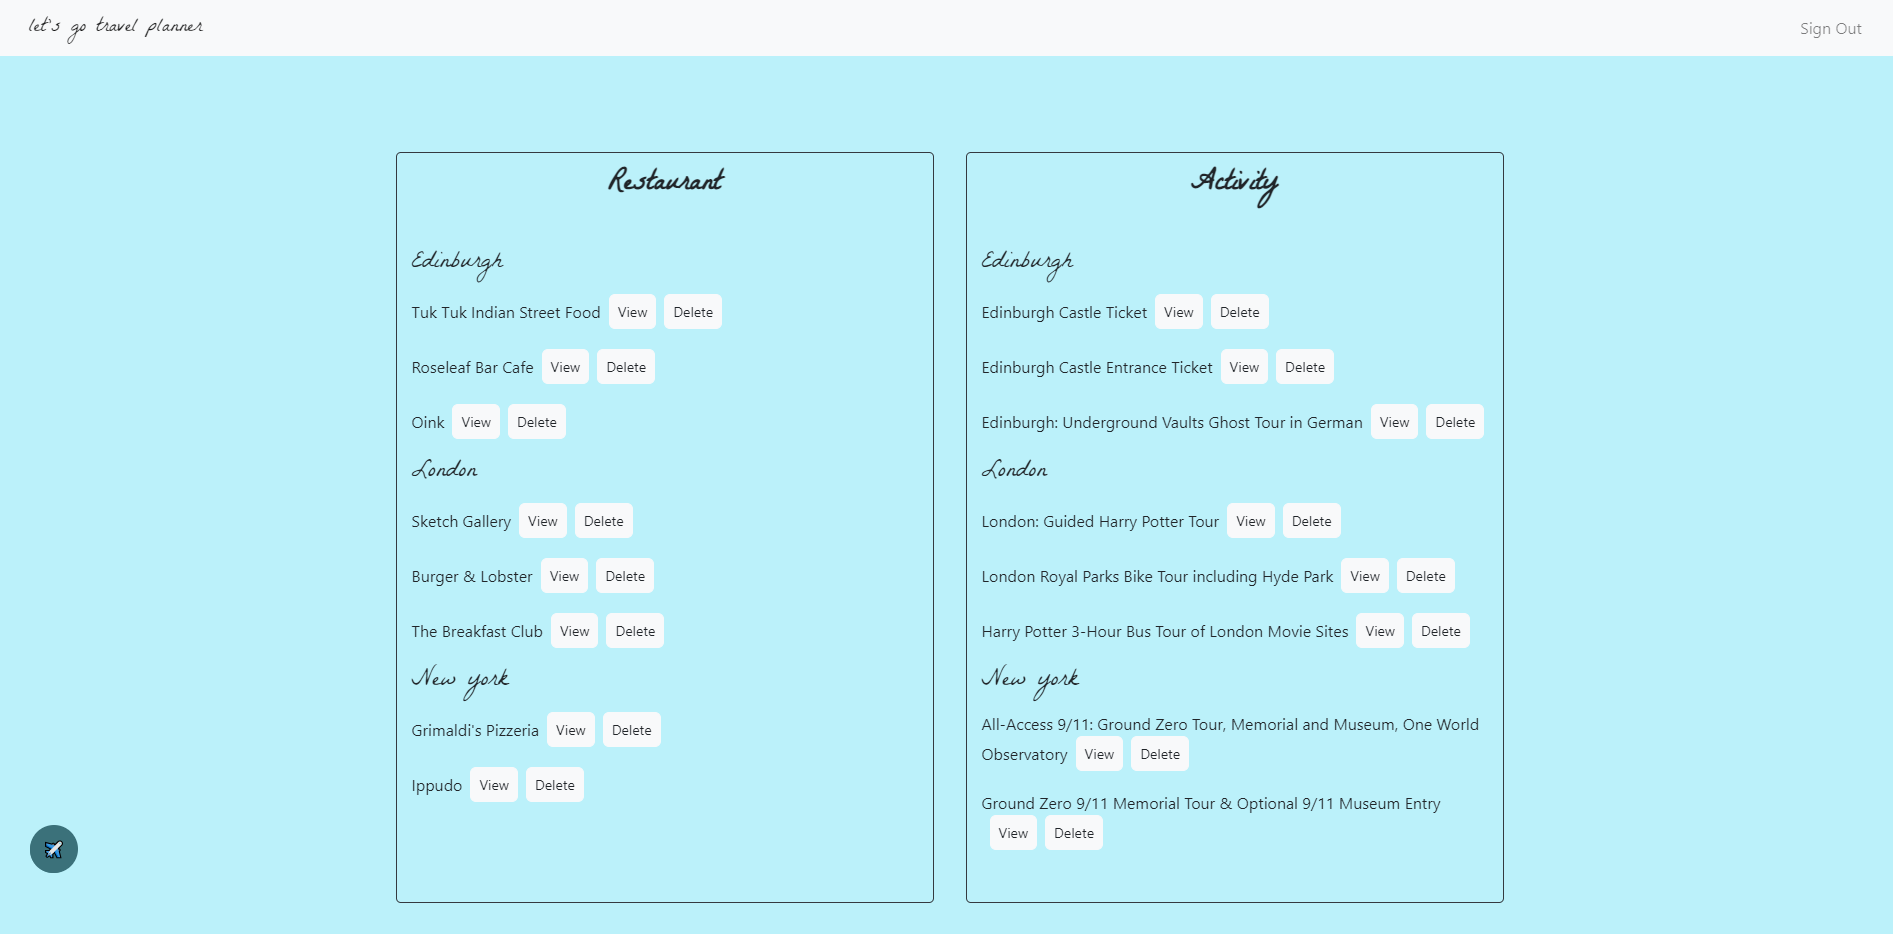 let's go travel planner
Sign Out
Restaurant
Edinburgh
Tuk Tuk Indian Street Food View Delete
Roseleaf Bar Cafe View Delete
Oink View Delete
London
Sketch Gallery View Delete
Burger & Lobster View Delete
The Breakfast Club View Delete
New york
Grimaldi's Pizzeria View Delete
Ippudo View Delete
Activity
Edinburgh
Edinburgh Castle Ticket View Delete
Edinburgh Castle Entrance Ticket View Delete
Edinburgh: Underground Vaults Ghost Tour in German View Delete
London
London: Guided Harry Potter Tour View Delete
London Royal Parks Bike Tour including Hyde Park View Delete
Harry Potter 3-Hour Bus Tour of London Movie Sites View Delete
New york
All-Access 9/11: Ground Zero Tour, Memorial and Museum, One World
Observatory View Delete
Ground Zero 9/11 Memorial Tour & Optional 9/11 Museum Entry
View Delete